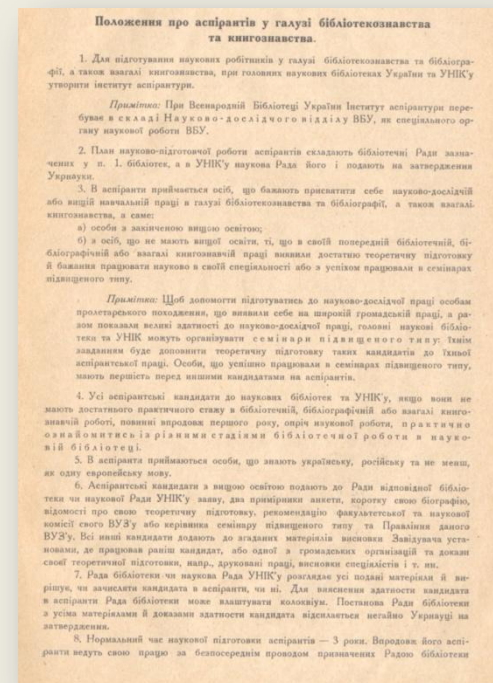 Положення про аспірантів у галузі бібліотекознавства
та книгознавства.
1. Для підготування наукових робітників у галузі бібліотекознавства та бібліогра-
фії, а також взагалі книгознавства, при головних наукових бібліотеках України та УНІК'у
утворити інститут аспірантури.
Примітка: При Всенародній Бібліотеці України Інститут аспірантури пере-
буває в складі Науково-дослідчого відділу ВБУ, як спеціяльного ор-
гану наукової роботи ВБУ.
2. План науково-підготовчої роботи аспірантів складають бібліотечні Ради зазна-
чених у п. 1. бібліотек, а в УНІК'у наукова Рада його і подають на затвердження
Укрнауки.
3. В аспіранти приймається осіб, що бажають присвятити себе науково-дослідчій
або вищій навчальній праці в галузі бібліотекознавства та бібліографії, а також взагалі
книгознавства, а саме:
а) особи з закінченою вищою освітою;
б) з осіб, що не мають вищої освіти, ті, що в своїй попередній бібліотечній, бі-
бліографічній або взагалі книгознавчій праці виявили достатню теоретичну підготовку
й бажання працювати науково в своїй спеціяльності або з успіхом працювали в семінарах
підвищеного типу.
Примітка: Щоб допомогти підготуватись до науково-дослідчої праці особам
пролетарського походження, що виявили себе на широкій громадській праці, а ра-
зом показали великі здатності до науково-дослідчої праці, головні наукові бібліо-
теки та УНІК можуть організувати семінари підвищеного типу: їхнім
завданням буде доповнити теоретичну підготовку таких кандидатів до їхньої
аспірантської праці. Особи, що успішно працювали в семінарах підвищеного типу,
мають першість перед іншими кандидатами на аспірантів.
4. Усі аспірантські кандидати до наукових бібліотек та УНІК'у, якщо вони не
мають достатнього практичного стажу в бібліотечній, бібліографічній або взагалі книго-
знавчій роботі, повинні впродовж першого року, опріч наукової роботи, практично
ознайомитись із різними стадіями бібліотечної роботи в науко-
вій бібліотеці.
5. В аспіранти приймаються особи, що знають українську, російську та не менш,
як одну європейську мову.
6. Аспірантські кандидати з вищою освітою подають до Ради відповідної бібліо-
теки чи наукової Ради УНІК'у заяву, два примірники анкети, коротку свою біографію,
відомості про свою теоретичну підготовку, рекомендацію факультетської та наукової
комісії свого ВУЗ'у або керівника семінару підвищеного типу та Правління даного
ВУЗ'у. Всі инші кандидати додають до згаданих матеріялів висновки Завідувача уста-
новами, де працював раніш кандидат, або одної з громадських організацій та докази
своєї теоретичної підготовки, напр., друковані праці, висновки спеціялістів і т. ин.
7. Рада бібліотеки чи наукова Рада УНІК'у розглядає усі подані матеріяли й ви-
рішує, чи зачисляти кандидата в аспіранти, чи ні. Для вияснення здатности кандидата
в аспіранти Рада бібліотеки може влаштувати колоквіум. Постанова Ради бібліотеки
з усіма матеріялами й доказами здатности кандидата відсилається негайно Укрнауці на
затвердження.
8. Нормальний час наукової підготовки аспірантів — 3 роки. Впродовж його аспі-
ранти ведуть свою працю за безпосереднім проводом призначених Радою бібліотеки